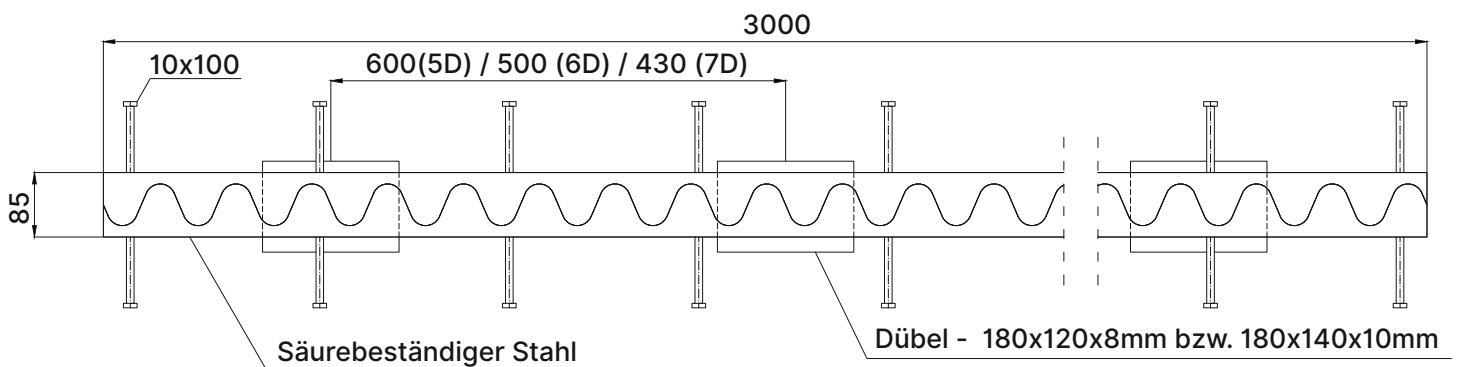 3000
10x100
600(5D) / 500 (6D) / 430 (7D)
85
Säurebeständiger Stahl
Dübel - 180x120x8mm bzw. 180x140x10mm